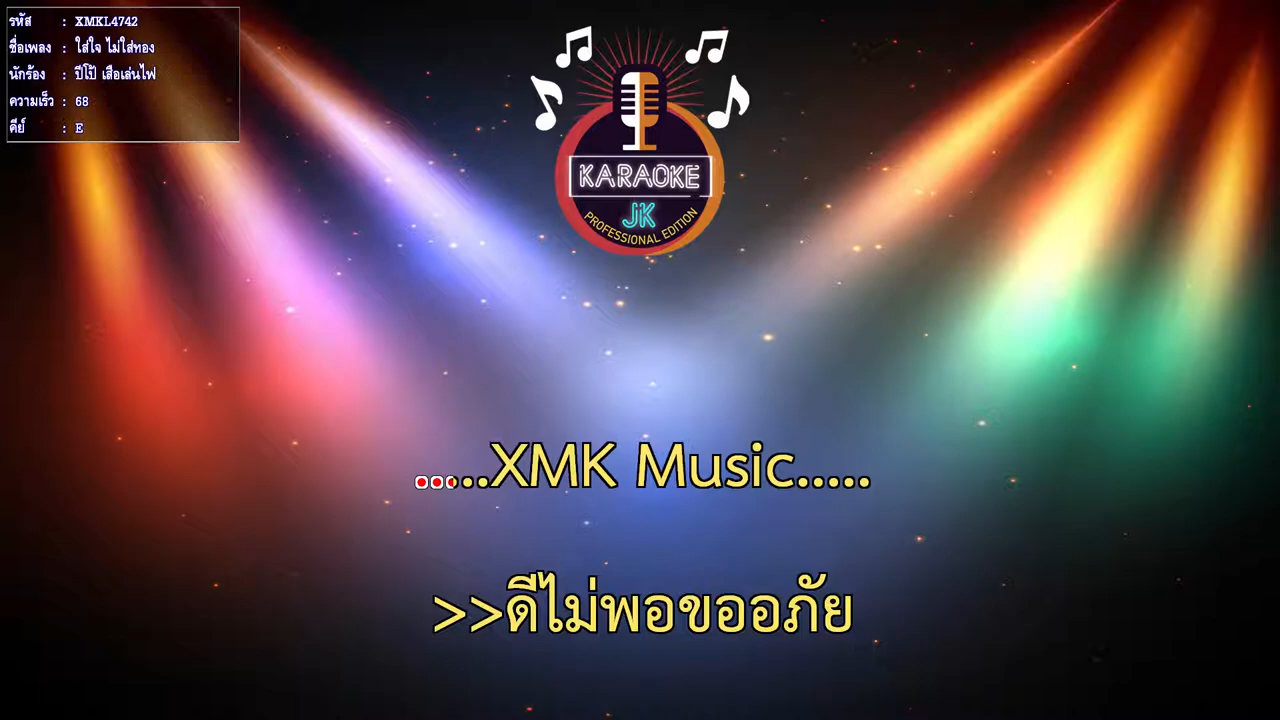 รหัส : XMKL4742
ชื่อเพลง : ใส่ใจ ไม่ใส่ทอง
นักร้อง : ปีโป้ เสือเล่นไฟ
ความเร็ว : 68
คีย์ : E
KARAOKE
JK
PROFESSIONAL EDITION
.....XMK Music.....
>>ดีไม่พอขออภัย